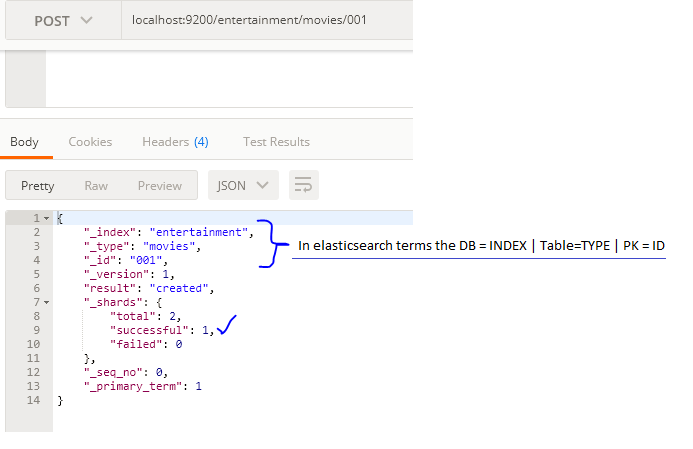 POST localhost:9200/entertainment/movies/001
Body Cookies Headers (4) Test Results
Pretty Raw Preview JSON
1 {
2 "_index": "entertainment",
3 "_type": "movies",
In elasticsearch terms the DB = INDEX | Table=TYPE | PK = ID
4 "_id": "001",
5 "_version": 1,
6 "result": "created",
7 "_shards": {
8 "total": 2,
9 "successful": 1,
10 "failed": 0
11 },
12 "_seq_no": 0,
13 "_primary_term": 1
14 }